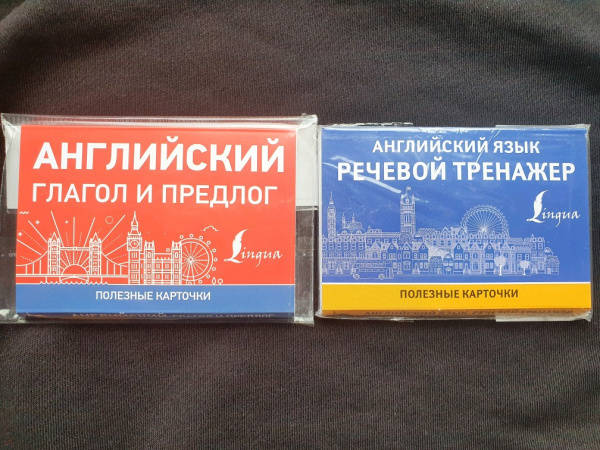 АНГЛИЙСКИЙ
ГЛАГОЛ И ПРЕДЛОГ
Lingua
ПОЛЕЗНЫЕ КАРТОЧКИ
АНГЛИЙСКИЙ ЯЗЫК
РЕЧЕВОЙ ТРЕНАЖЕР
Lingua
ПОЛЕЗНЫЕ КАРТОЧКИ